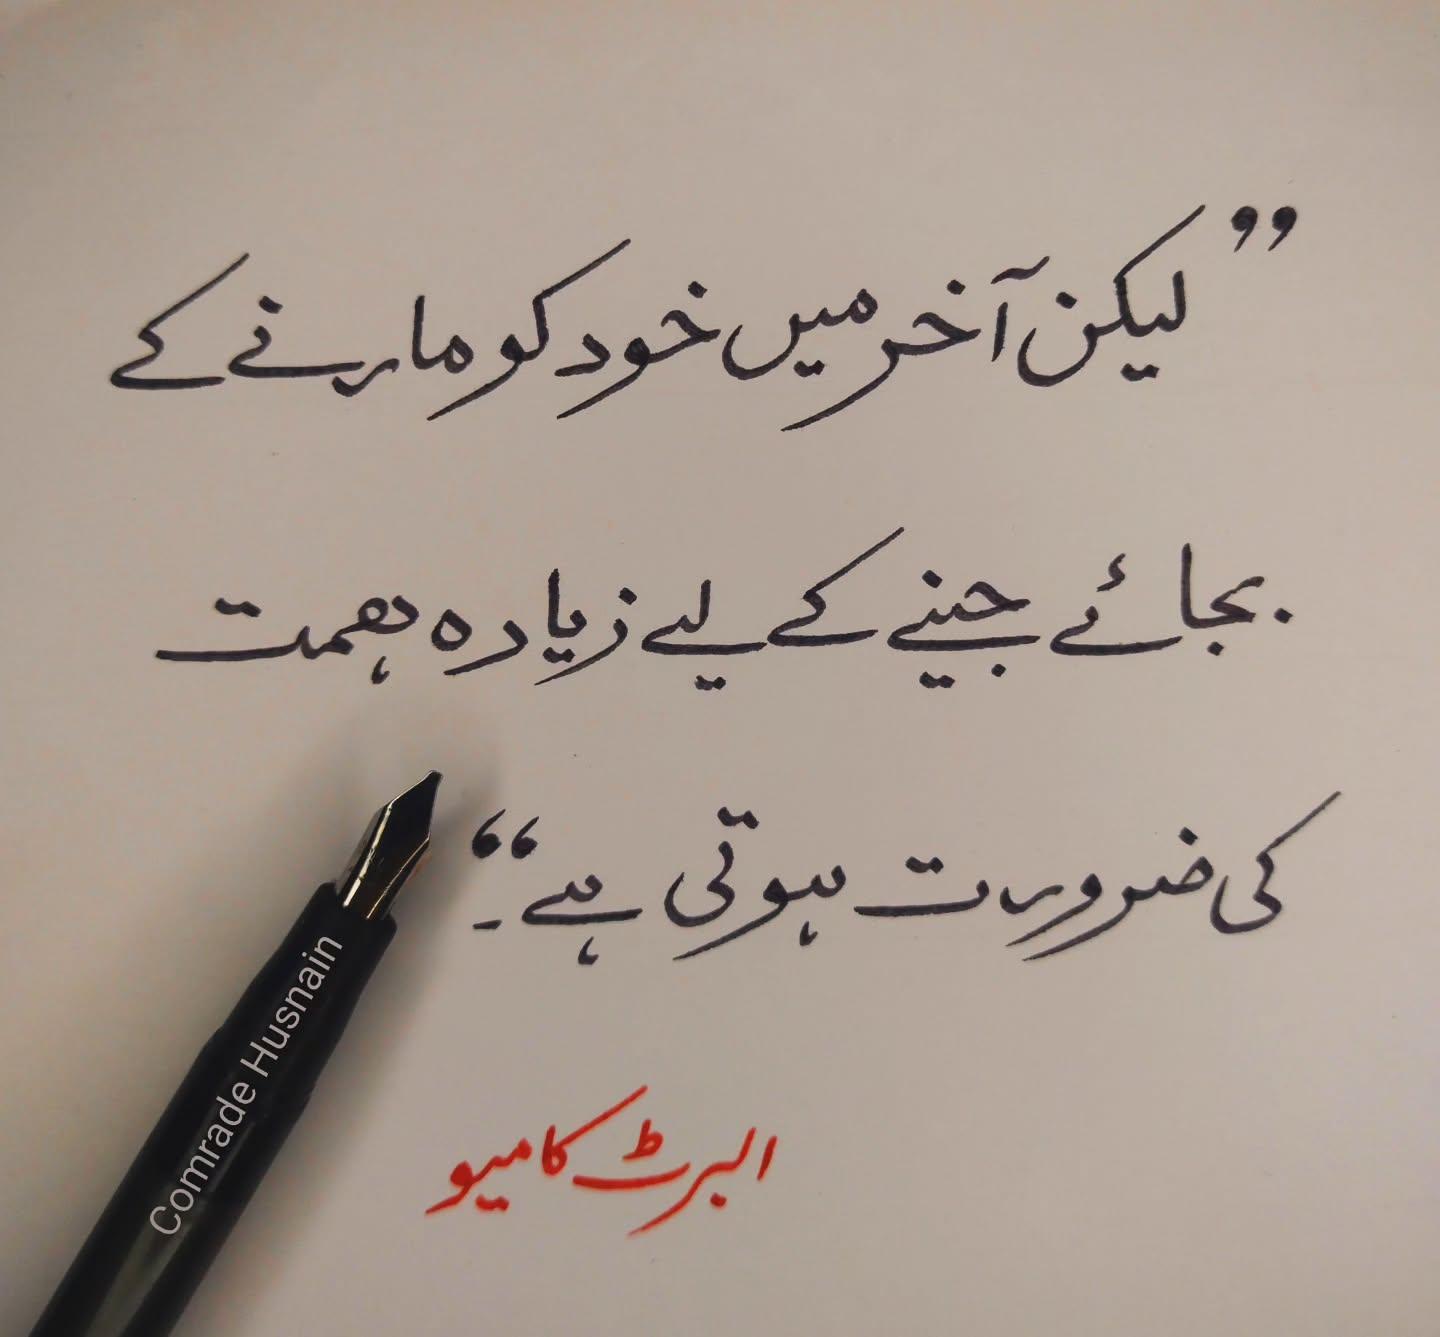 ”لیکن آخر میں خود کو مارنے کے
بجائے جینے کے لیے زیادہ ہمت
کی ضرورت ہوتی ہے۔“
البرٹ کامیو
Comrade Husnain